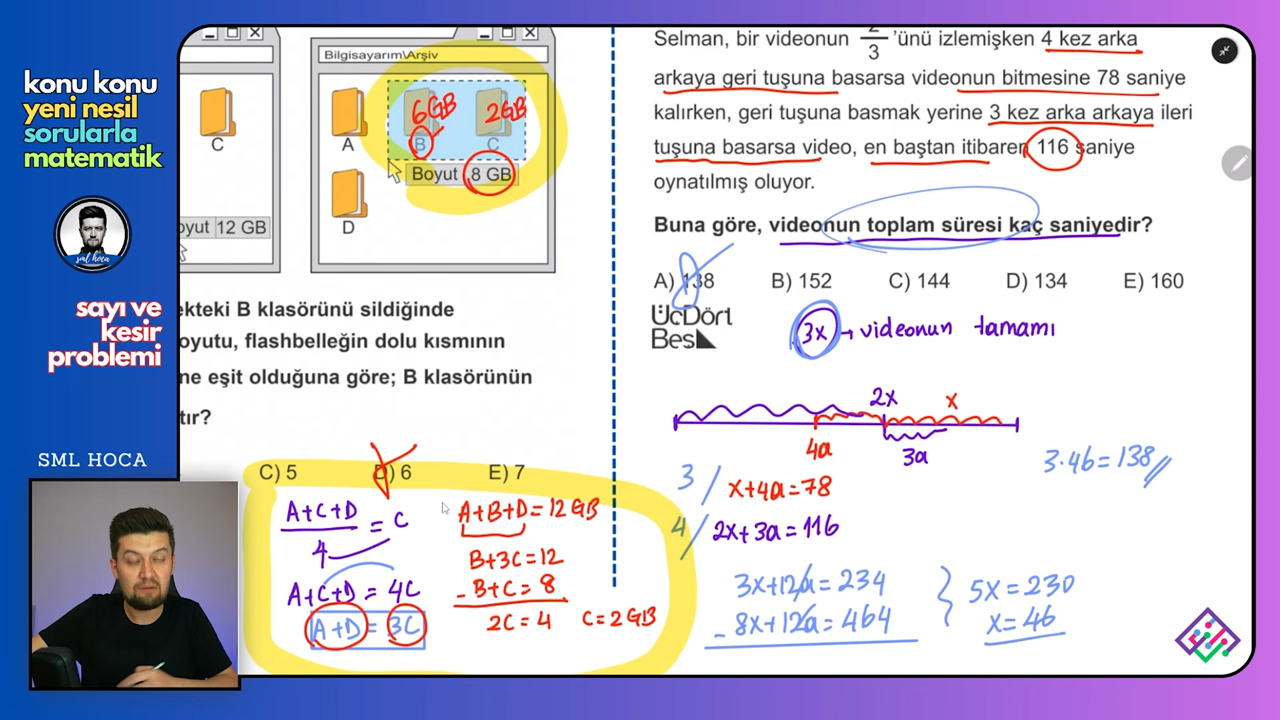 konu konu
yeni nesil
sorularla
matematik
sml hoca
sayı ve
kesir
problemi
SML HOCA
C
oyut 12 GB
Bilgisayarım\Arşiv
A
6GB
2GB
B
C
Boyut 8 GB
D
ekteki B klasörünü sildiğinde
oyutu, flashbelleğin dolu kısmının
ne eşit olduğuna göre; B klasörünün
tır?
C) 5
D) 6
E) 7
A+C+D
4
= C
A+C+D = 4C
A+D = 3C
A+B+D = 12 GB
B+3C = 12
- B+C = 8
2C = 4 C = 2 GB
Selman, bir videonun 2/3 'ünü izlemişken 4 kez arka
arkaya geri tuşuna basarsa videonun bitmesine 78 saniye
kalırken, geri tuşuna basmak yerine 3 kez arka arkaya ileri
tuşuna basarsa video, en baştan itibaren 116 saniye
oynatılmış oluyor.
Buna göre, videonun toplam süresi kaç saniyedir?
A) 138 B) 152 C) 144 D) 134 E) 160
ÜçDört
Beş
3x → videonun tamamı
2x
x
4a
3a
3 / x+4a=78
4 / 2x+3a=116
3x+12a=234
- 8x+12a=464
5x=230
x=46
3.46=138